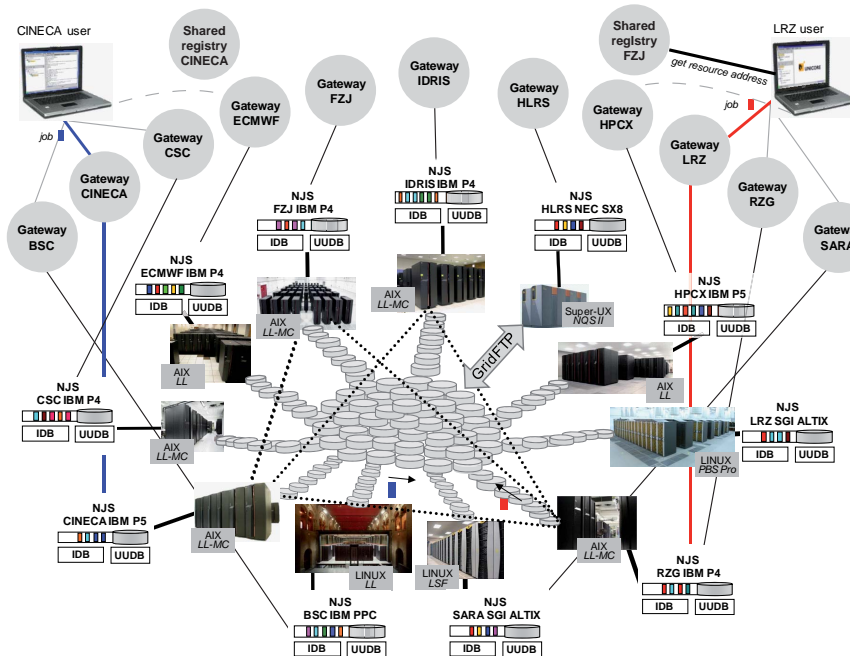 CINECA user
Shared
registry
CINECA
Gateway
ECMWF
Gateway
FZJ
Gateway
IDRIS
Gateway
HLRS
Shared
registry
FZJ
get resource address
LRZ user
UNICORE
job
job
Gateway
HPCX
Gateway
CSC
Gateway
CINECA
Gateway
LRZ
Gateway
RZG
Gateway
BSC
Gateway
SARA
NJS
FZJ IBM P4
IDB
UUDB
NJS
IDRIS IBM P4
IDB
UUDB
NJS
HLRS NEC SX8
IDB
UUDB
NJS
ECMWF IBM P4
IDB
UUDB
NJS
HPCX IBM P5
IDB
UUDB
AIX
LL-MC
AIX
LL-MC
Super-UX
NQS II
AIX
LL
GridFTP
AIX
LL
NJS
CSC IBM P4
IDB
UUDB
AIX
LL-MC
NJS
LRZ SGI ALTIX
IDB
UUDB
LINUX
PBS Pro
NJS
CINECA IBM P5
IDB
UUDB
AIX
LL-MC
LINUX
LL
LINUX
LSF
AIX
LL-MC
NJS
RZG IBM P4
IDB
UUDB
NJS
BSC IBM PPC
IDB
UUDB
NJS
SARA SGI ALTIX
IDB
UUDB